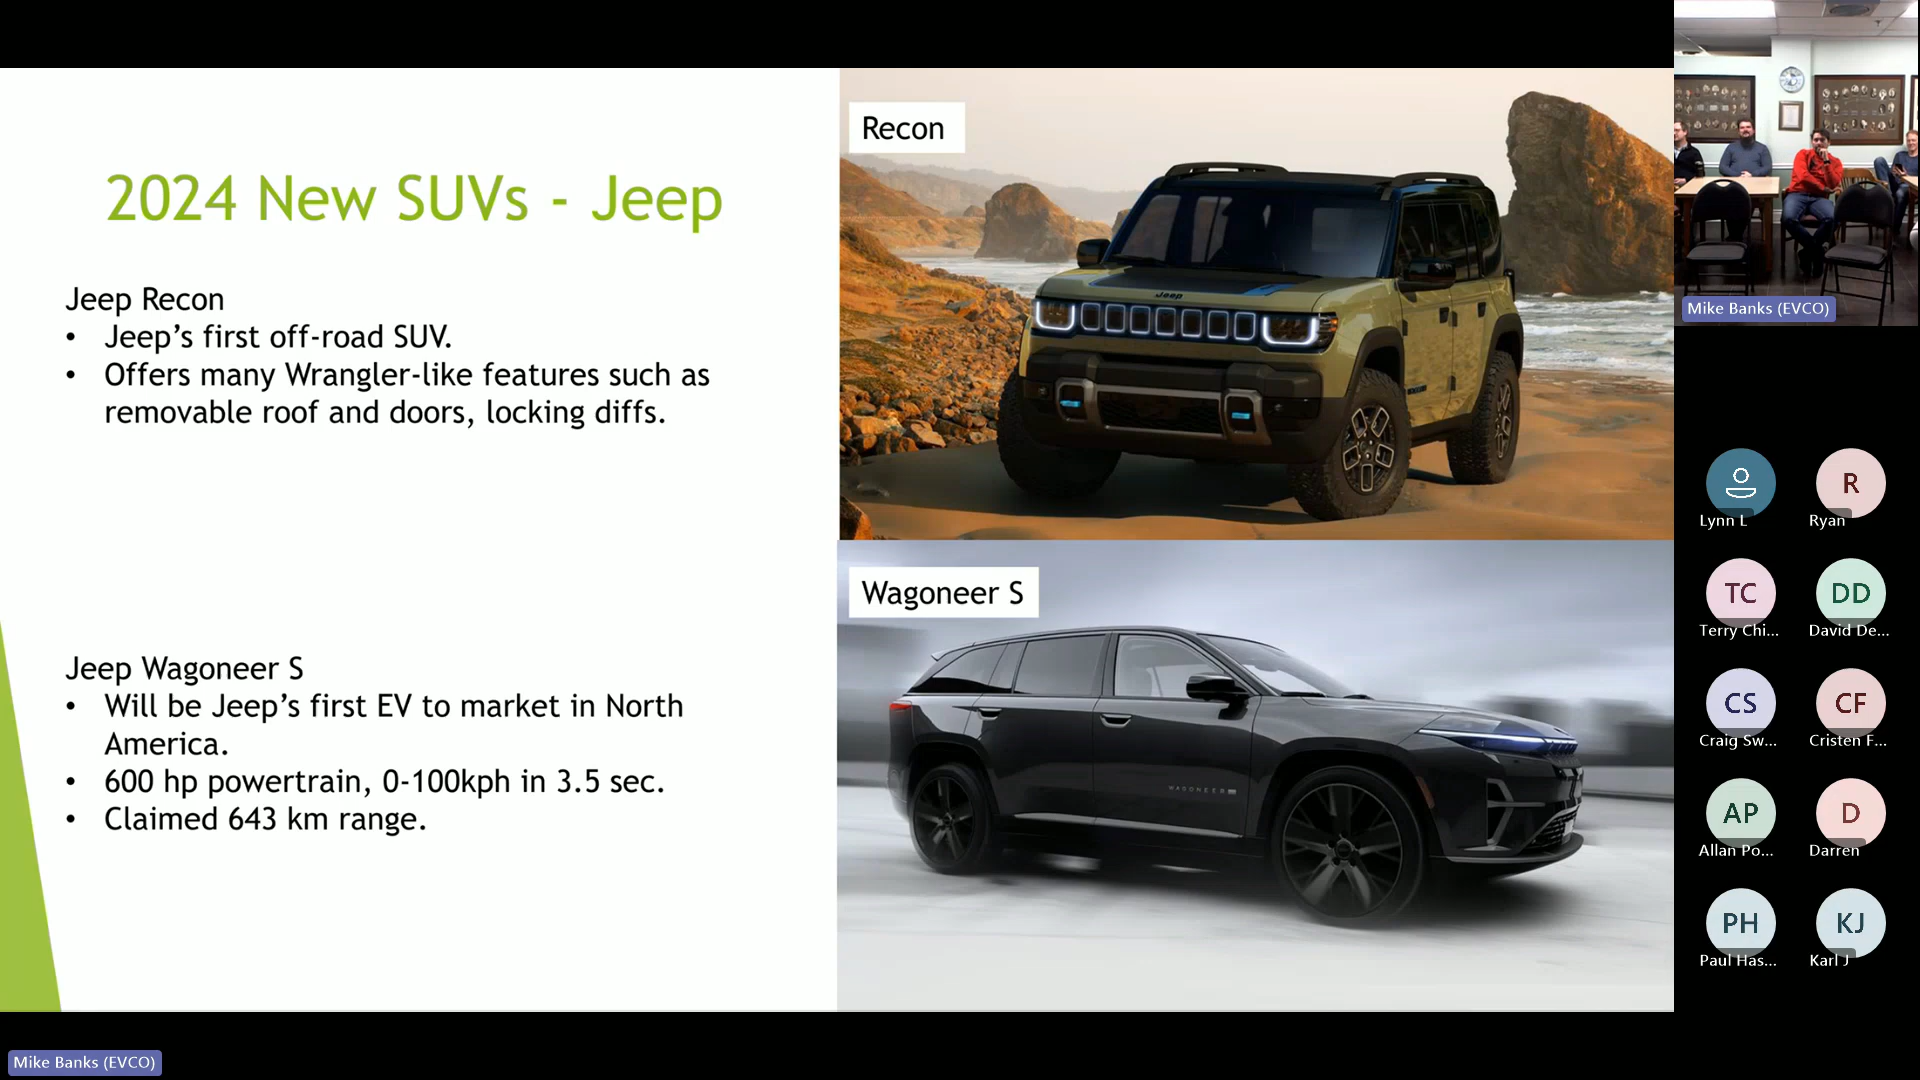 2024 New SUVs - Jeep
Jeep Recon
• Jeep’s first off-road SUV.
• Offers many Wrangler-like features such as
removable roof and doors, locking diffs.
Jeep Wagoneer S
• Will be Jeep’s first EV to market in North
America.
• 600 hp powertrain, 0-100kph in 3.5 sec.
• Claimed 643 km range.
Recon
Jeep
Wagoneer S
WAGONEER
Mike Banks (EVCO)
Lynn L
R
Ryan
TC
Terry Chi...
DD
David De...
CS
Craig Sw...
CF
Cristen F...
AP
Allan Po...
D
Darren
PH
Paul Has...
KJ
Karl J
Mike Banks (EVCO)